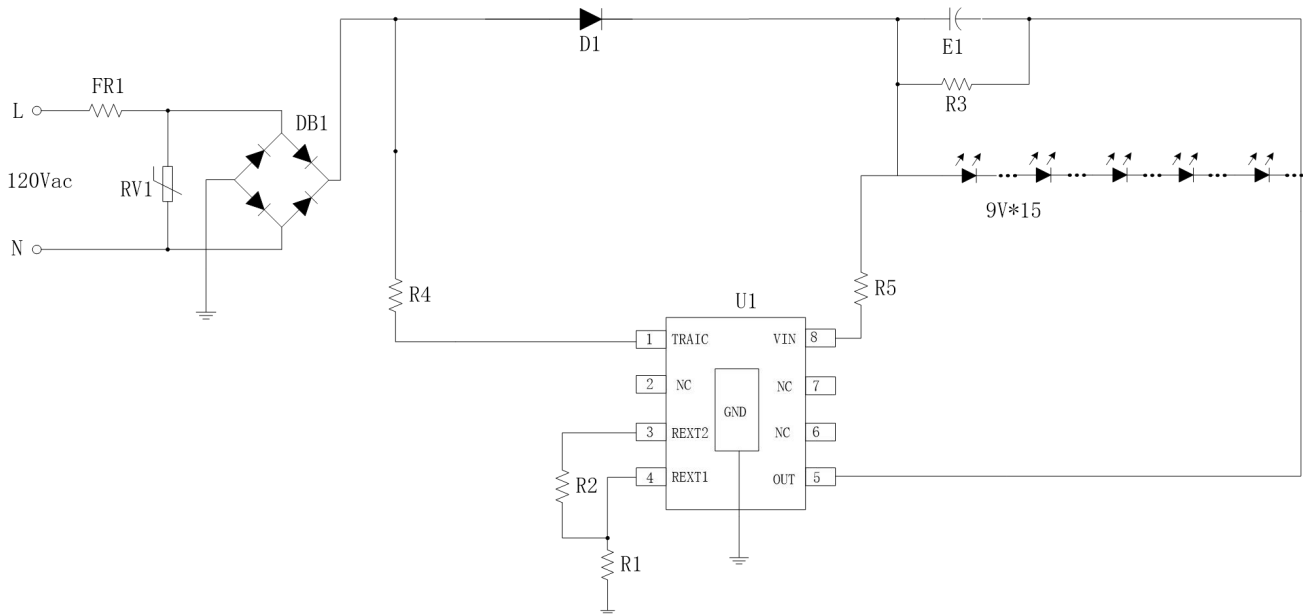 D1
E1
FR1
R3
L
DB1
120Vac
RV1
9V*15
N
R4
R5
U1
1 TRAIC VIN 8
2 NC NC 7
GND
3 REXT2 NC 6
4 REXT1 OUT 5
R2
R1